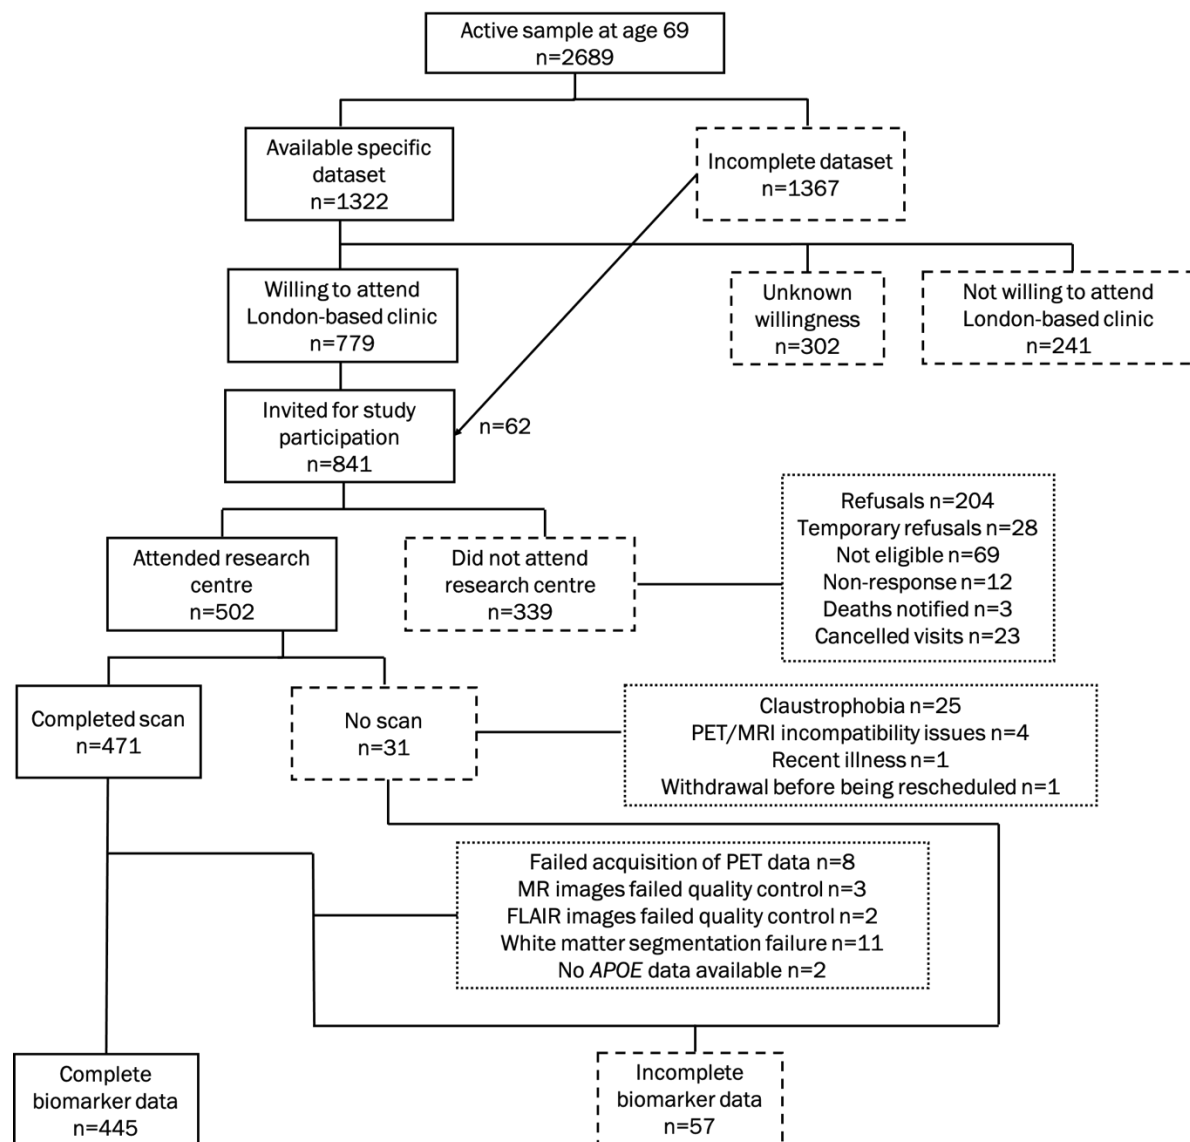 Active sample at age 69
n=2689
Available specific
dataset
n=1322
Incomplete dataset
n=1367
Willing to attend
London-based clinic
n=779
Unknown
willingness
n=302
Not willing to attend
London-based clinic
n=241
Invited for study
participation
n=841
n=62
Attended research
centre
n=502
Did not attend
research centre
n=339
Refusals n=204
Temporary refusals n=28
Not eligible n=69
Non-response n=12
Deaths notified n=3
Cancelled visits n=23
Completed scan
n=471
No scan
n=31
Claustrophobia n=25
PET/MRI incompatibility issues n=4
Recent illness n=1
Withdrawal before being rescheduled n=1
Failed acquisition of PET data n=8
MR images failed quality control n=3
FLAIR images failed quality control n=2
White matter segmentation failure n=11
No APOE data available n=2
Complete
biomarker data
n=445
Incomplete
biomarker data
n=57